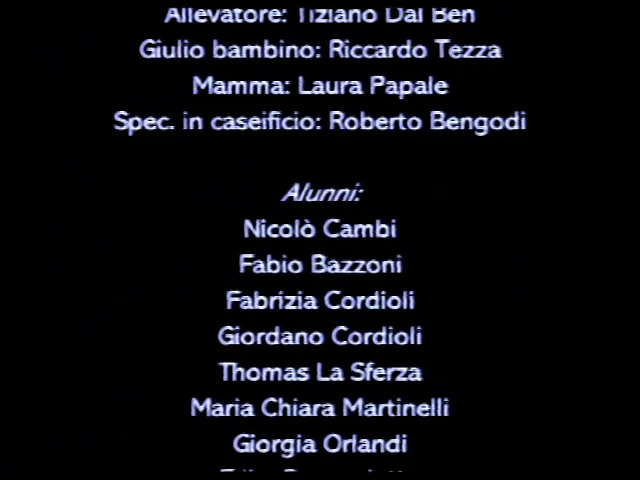 Allevatore: Tiziano Dal Ben
Giulio bambino: Riccardo Tezza
Mamma: Laura Papale
Spec. in caseificio: Roberto Bengodi
Alunni:
Nicolò Cambi
Fabio Bazzoni
Fabrizia Cordioli
Giordano Cordioli
Thomas La Sferza
Maria Chiara Martinelli
Giorgia Orlandi